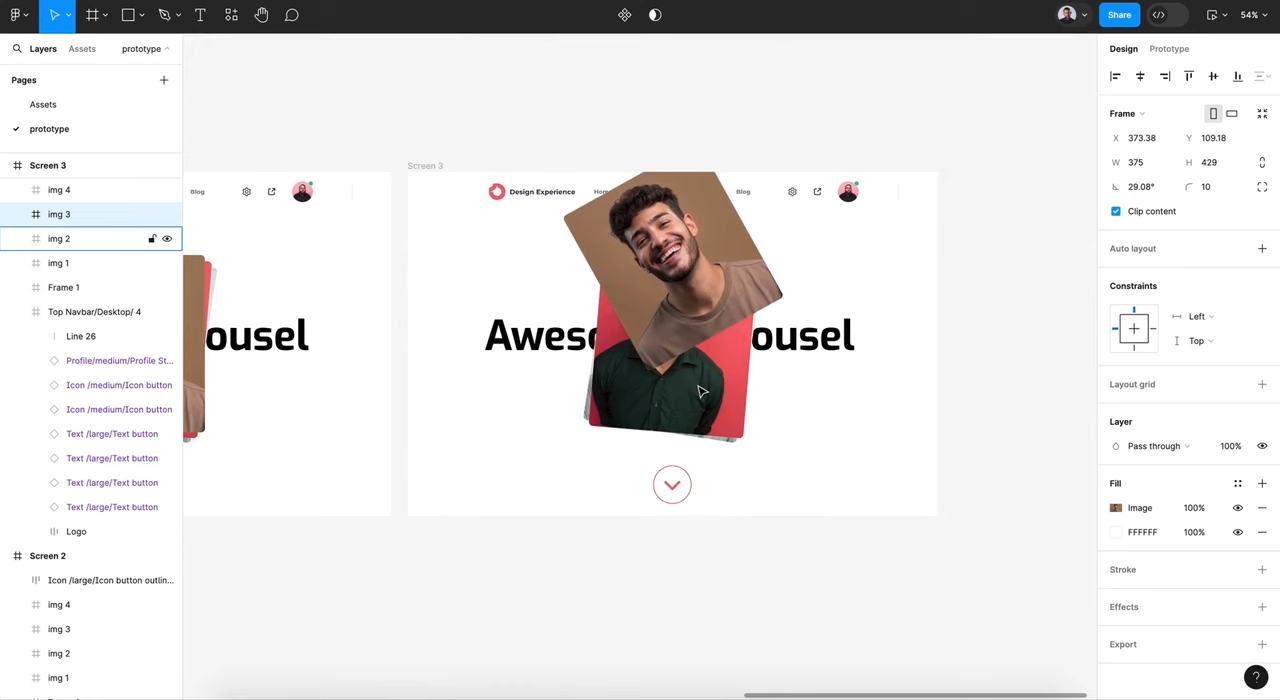 Share
54%
Layers
Assets
prototype
Pages
Assets
prototype
Screen 3
img 4
img 3
img 2
img 1
Frame 1
Top Navbar/Desktop/ 4
Line 26
Profile/medium/Profile St...
Icon /medium/Icon button
Icon /medium/Icon button
Text /large/Text button
Text /large/Text button
Text /large/Text button
Text /large/Text button
Logo
Screen 2
Icon /large/Icon button outlin...
img 4
img 3
img 2
img 1
Blog
ousel
Screen 3
Design Experience
Blog
ousel
Design
Prototype
Frame
X 373.38
Y 109.18
W 375
H 429
29.08°
10
Clip content
Auto layout
Constraints
Left
Top
Layout grid
Layer
Pass through
100%
Fill
Image
100%
FFFFFF
100%
Stroke
Effects
Export
?